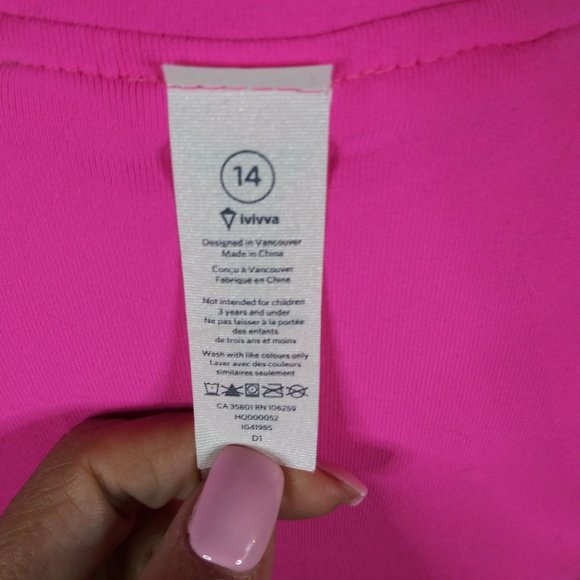 14
ivivva
Designed in Vancouver
Made in China
Conçu à Vancouver
Fabriqué en Chine
Not intended for children
3 years and under
Ne pas laisser à la portée
des enfants
de trois ans et moins
Wash with like colours only
Laver avec des couleurs
similaires seulement
CA 35801 RN 106259
HQ000052
IG4198S
D1